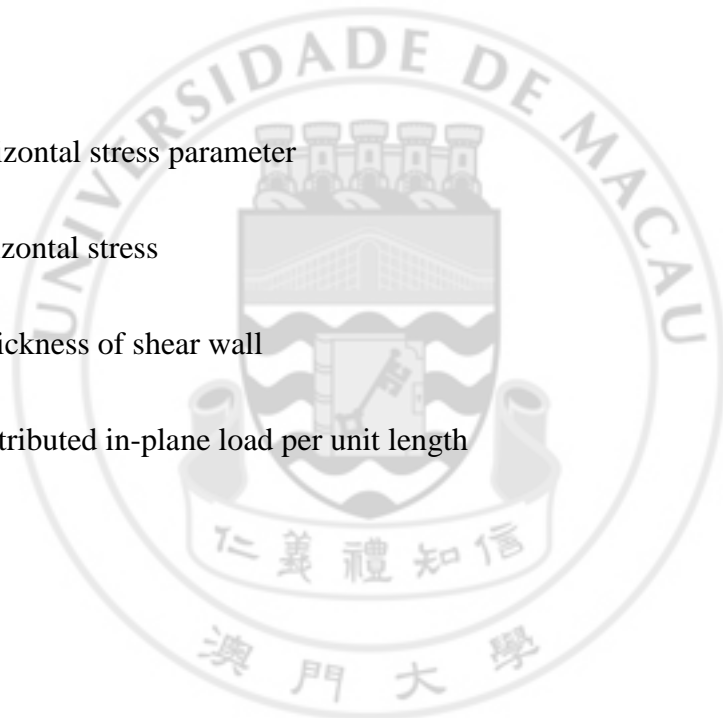 UNIVERSIDADE DE MACAU
izontal stress parameter
zontal stress
ickness of shear wall
tributed in-plane load per unit length
仁義禮知信
澳門大學